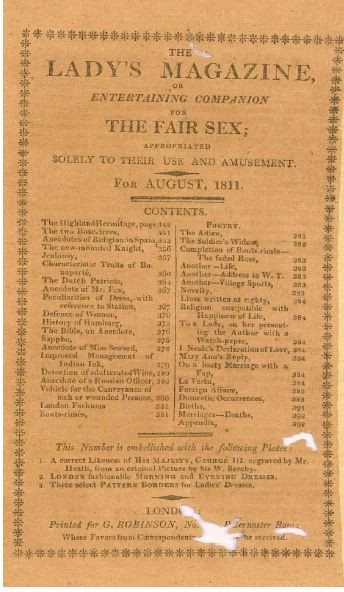 THE
LADY'S MAGAZINE,
OR
ENTERTAINING COMPANION
FOR
THE FAIR SEX;
APPROPRIATED
SOLELY TO THEIR USE AND AMUSEMENT.
For AUGUST, 1811.
CONTENTS.
The Highland Hermitage, page 342
The two Rose-trees, 351
Anecdotes of Religion in Spain, 353
The new-mounted Knight, 356
Jealousy, 357
Characteristic Traits of Bo-
naparté, 360
The Dutch Patriots, 364
Anecdote of Mr. Fox, 367
Peculiarities of Dress, with
reference to Station, 367
Defence of Women, 370
History of Hamburg, 373
The Bible, an Anecdote, 376
Sappho, 376
Anecdote of Miss Seward, 378
Improved Management of
Indian Ink, 379
Detection of adulterated Wine, 380
Anecdote of a Russian Officer, 380
Vehicle for the Conveyance of
sick or wounded Persons, 380
London Fashions 381
Bouts-rimés, 381
POETRY.
The Adieu, 381
The Soldier's Widow, 382
Completion of Bouts-rimés—
The faded Rose, 383
Another—Life, 383
Another—Address to W. T. 383
Another—Village Sports, 383
Novelty, 383
Lines written at eighty, 384
Religion compatible with
Happiness of Life, 384
To a Lady, on her present-
ing the Author with a
Watch-paper, 384
J. Neale's Declaration of Love, 384
Mary Ann's Reply, 384
On a hasty Marriage with a
Fop, 384
La Vertu, 384
Foreign Affairs, 385
Domestic Occurrences, 388
Births, 391
Marriages—Deaths, 392
Appendix, 392
This Number is embellished with the following Plates:
1. A correct Likeness of His MAJESTY, GEORGE III. engraved by Mr.
Heath, from an original Picture by Sir W. Beechy.
2. LONDON fashionable MORNING and EVENING DRESSES.
3. Three select PATTERN BORDERS for Ladies' Dresses.
LONDON:
Printed for G. ROBINSON, No. Paternoster Row;
Where Favors from Correspondents be received.